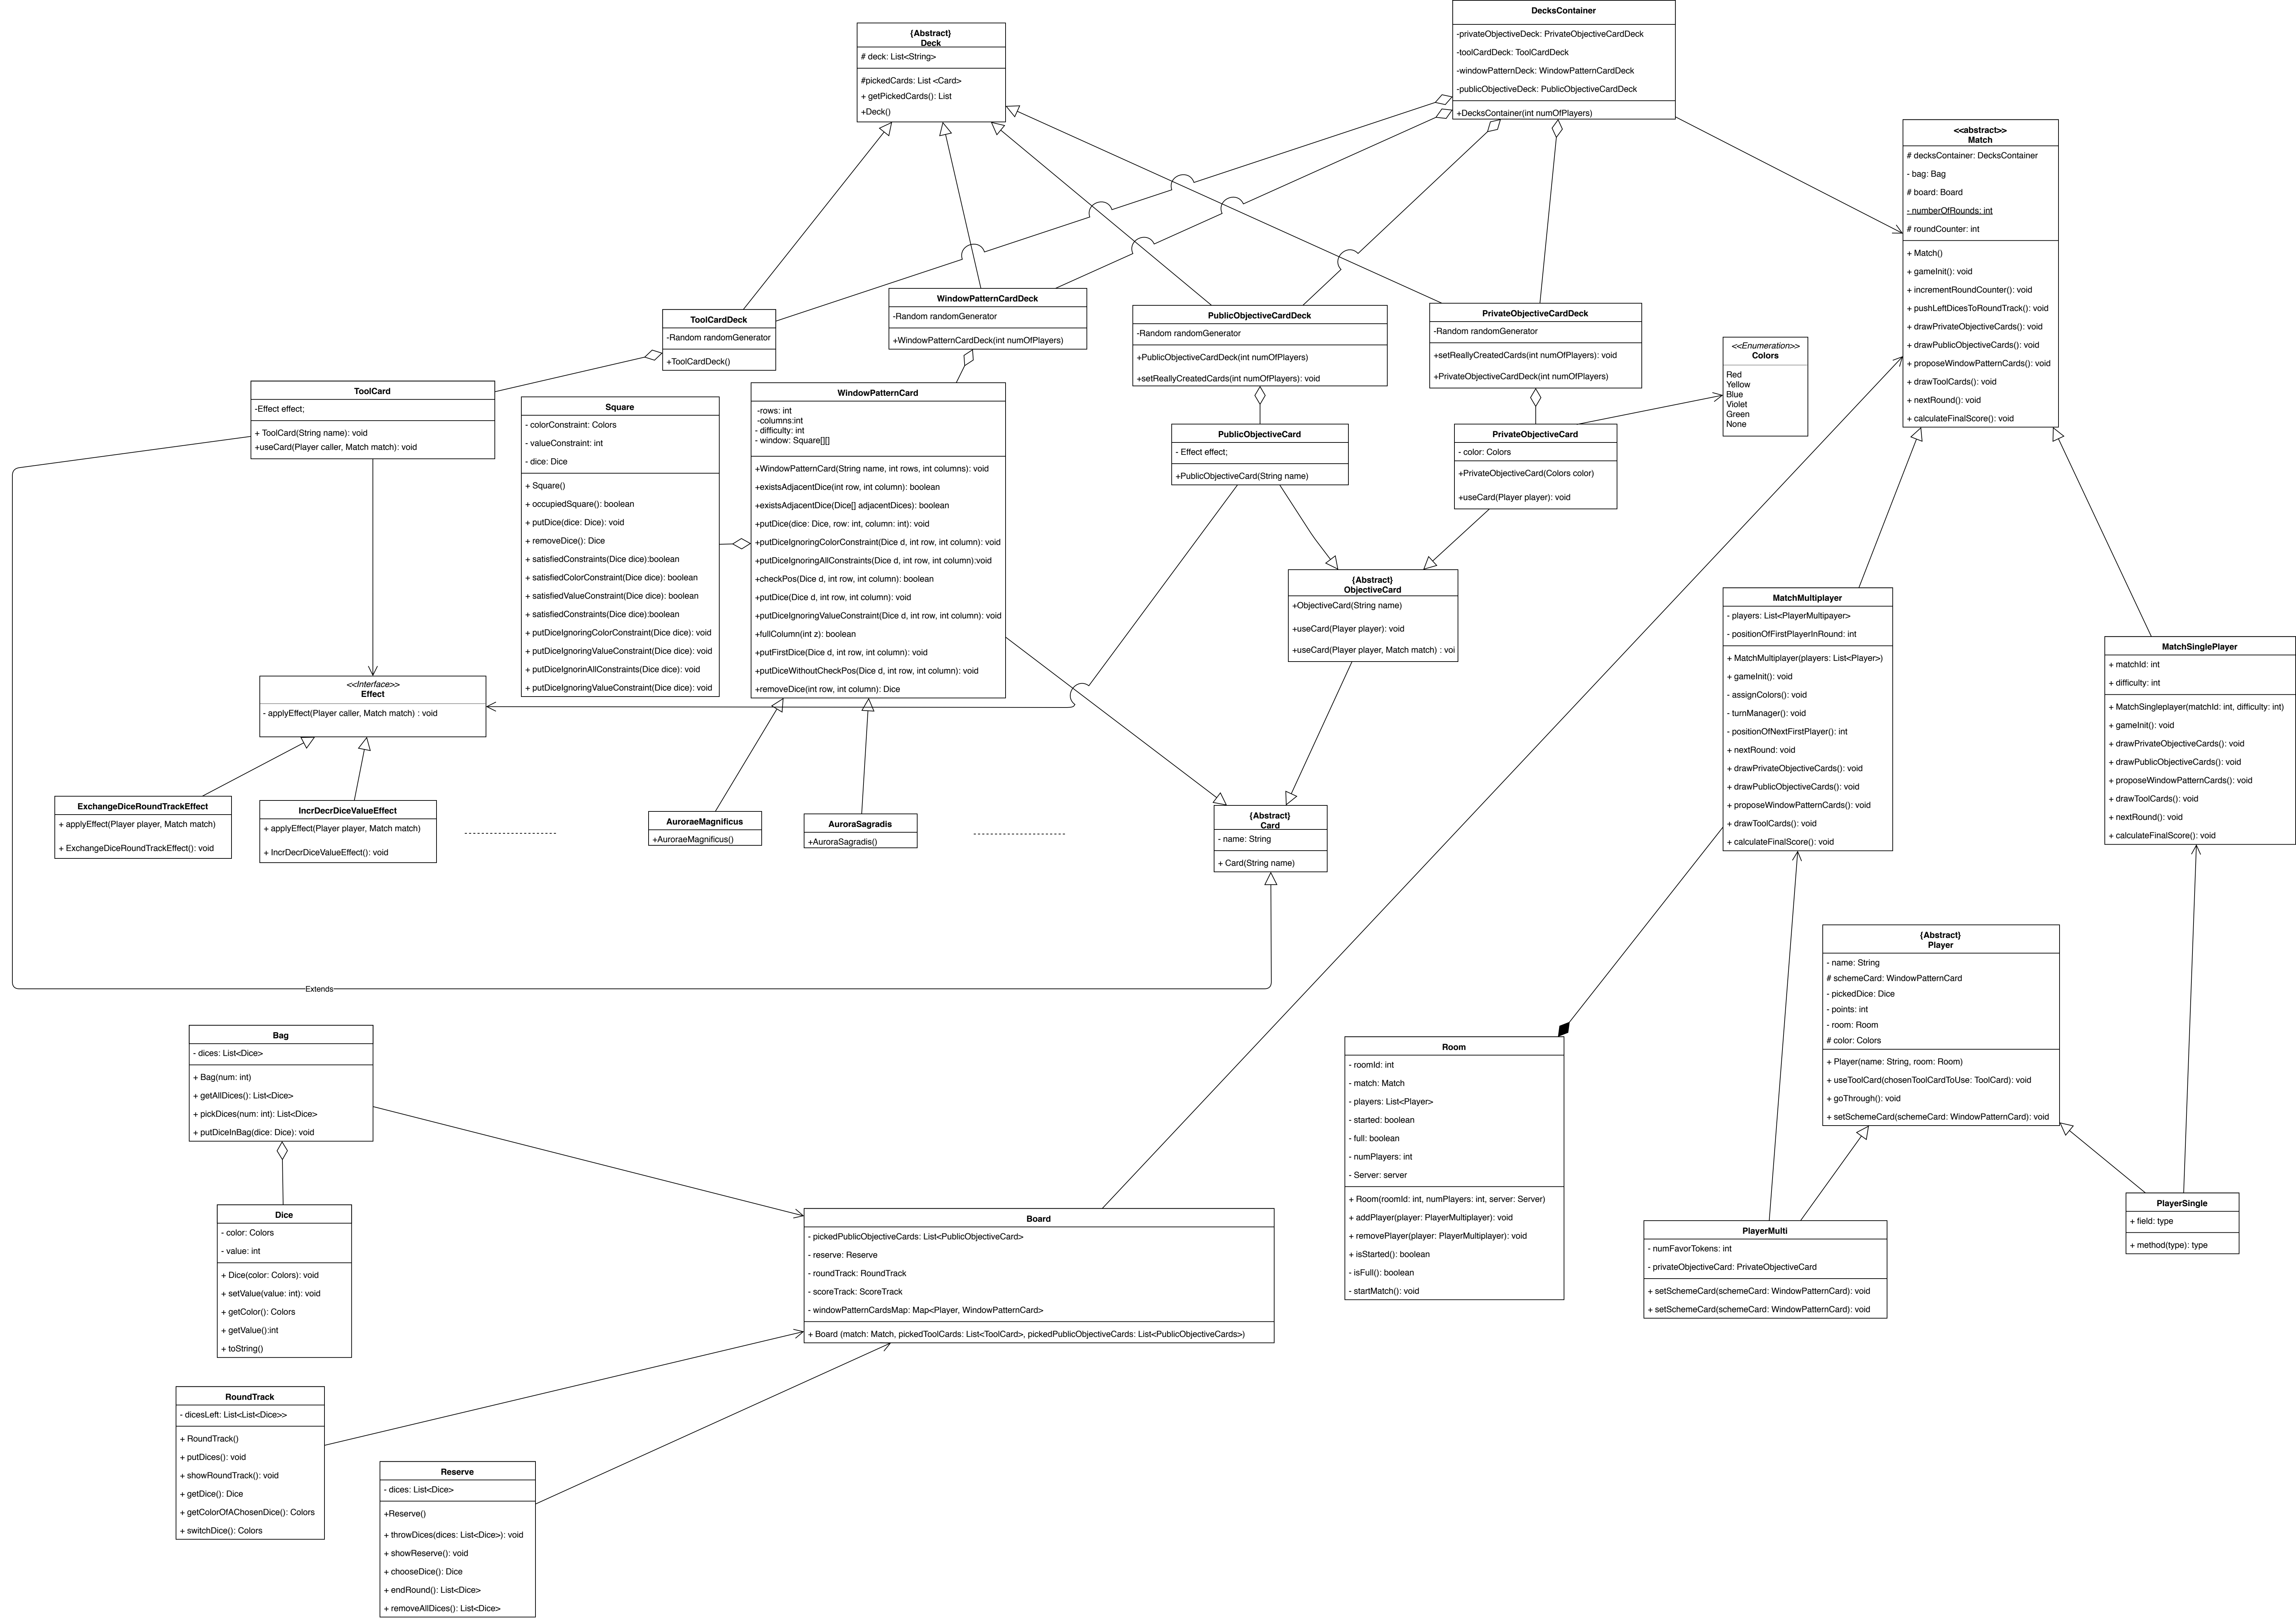 DecksContainer
-privateObjectiveDeck: PrivateObjectiveCardDeck
-toolCardDeck: ToolCardDeck
-windowPatternDeck: WindowPatternCardDeck
-publicObjectiveDeck: PublicObjectiveCardDeck
+DecksContainer(int numOfPlayers)
{Abstract}
Deck
# deck: List<String>
#pickedCards: List <Card>
+ getPickedCards(): List
+Deck()
<<abstract>>
Match
# decksContainer: DecksContainer
- bag: Bag
# board: Board
- numberOfRounds: int
# roundCounter: int
+ Match()
+ gameInit(): void
+ incrementRoundCounter(): void
+ pushLeftDicesToRoundTrack(): void
+ drawPrivateObjectiveCards(): void
+ drawPublicObjectiveCards(): void
+ proposeWindowPatternCards(): void
+ drawToolCards(): void
+ nextRound(): void
+ calculateFinalScore(): void
ToolCardDeck
-Random randomGenerator
+ToolCardDeck()
WindowPatternCardDeck
-Random randomGenerator
+WindowPatternCardDeck(int numOfPlayers)
PublicObjectiveCardDeck
-Random randomGenerator
+PublicObjectiveCardDeck(int numOfPlayers)
+setReallyCreatedCards(int numOfPlayers): void
PrivateObjectiveCardDeck
-Random randomGenerator
+setReallyCreatedCards(int numOfPlayers): void
+PrivateObjectiveCardDeck(int numOfPlayers)
<<Enumeration>>
Colors
Red
Yellow
Blue
Violet
Green
None
ToolCard
-Effect effect;
+ ToolCard(String name): void
+useCard(Player caller, Match match): void
Square
- colorConstraint: Colors
- valueConstraint: int
- dice: Dice
+ Square()
+ occupiedSquare(): boolean
+ putDice(dice: Dice): void
+ removeDice(): Dice
+ satisfiedConstraints(Dice dice):boolean
+ satisfiedColorConstraint(Dice dice): boolean
+ satisfiedValueConstraint(Dice dice): boolean
+ satisfiedConstraints(Dice dice):boolean
+ putDiceIgnoringColorConstraint(Dice dice): void
+ putDiceIgnoringValueConstraint(Dice dice): void
+ putDiceIgnorinAllConstraints(Dice dice): void
+ putDiceIgnoringValueConstraint(Dice dice): void
WindowPatternCard
-rows: int
-columns:int
- difficulty: int
- window: Square[][]
+WindowPatternCard(String name, int rows, int columns): void
+existsAdjacentDice(int row, int column): boolean
+existsAdjacentDice(Dice[] adjacentDices): boolean
+putDice(dice: Dice, row: int, column: int): void
+putDiceIgnoringColorConstraint(Dice d, int row, int column): void
+putDiceIgnoringAllConstraints(Dice d, int row, int column):void
+checkPos(Dice d, int row, int column): boolean
+putDice(Dice d, int row, int column): void
+putDiceIgnoringValueConstraint(Dice d, int row, int column): void
+fullColumn(int z): boolean
+putFirstDice(Dice d, int row, int column): void
+putDiceWithoutCheckPos(Dice d, int row, int column): void
+removeDice(int row, int column): Dice
PublicObjectiveCard
- Effect effect;
+PublicObjectiveCard(String name)
PrivateObjectiveCard
- color: Colors
+PrivateObjectiveCard(Colors color)
+useCard(Player player): void
{Abstract}
ObjectiveCard
+ObjectiveCard(String name)
+useCard(Player player): void
+useCard(Player player, Match match) : voi
MatchMultiplayer
- players: List<PlayerMultipayer>
- positionOfFirstPlayerInRound: int
+ MatchMultiplayer(players: List<Player>)
+ gameInit(): void
- assignColors(): void
- turnManager(): void
- positionOfNextFirstPlayer(): int
+ nextRound: void
+ drawPrivateObjectiveCards(): void
+ drawPublicObjectiveCards(): void
+ proposeWindowPatternCards(): void
+ drawToolCards(): void
+ calculateFinalScore(): void
MatchSinglePlayer
+ matchId: int
+ difficulty: int
+ MatchSingleplayer(matchId: int, difficulty: int)
+ gameInit(): void
+ drawPrivateObjectiveCards(): void
+ drawPublicObjectiveCards(): void
+ proposeWindowPatternCards(): void
+ drawToolCards(): void
+ nextRound(): void
+ calculateFinalScore(): void
<<Interface>>
Effect
- applyEffect(Player caller, Match match) : void
ExchangeDiceRoundTrackEffect
+ applyEffect(Player player, Match match)
+ ExchangeDiceRoundTrackEffect(): void
IncrDecrDiceValueEffect
+ applyEffect(Player player, Match match)
+ IncrDecrDiceValueEffect(): void
AuroraeMagnificus
+AuroraeMagnificus()
AuroraSagradis
+AuroraSagradis()
{Abstract}
Card
- name: String
+ Card(String name)
Extends
{Abstract}
Player
- name: String
# schemeCard: WindowPatternCard
- pickedDice: Dice
- points: int
- room: Room
# color: Colors
+ Player(name: String, room: Room)
+ useToolCard(chosenToolCardToUse: ToolCard): void
+ goThrough(): void
+ setSchemeCard(schemeCard: WindowPatternCard): void
Bag
- dices: List<Dice>
+ Bag(num: int)
+ getAllDices(): List<Dice>
+ pickDices(num: int): List<Dice>
+ putDiceInBag(dice: Dice): void
Room
- roomId: int
- match: Match
- players: List<Player>
- started: boolean
- full: boolean
- numPlayers: int
- Server: server
+ Room(roomId: int, numPlayers: int, server: Server)
+ addPlayer(player: PlayerMultiplayer): void
+ removePlayer(player: PlayerMultiplayer): void
+ isStarted(): boolean
- isFull(): boolean
- startMatch(): void
Dice
- color: Colors
- value: int
+ Dice(color: Colors): void
+ setValue(value: int): void
+ getColor(): Colors
+ getValue():int
+ toString()
Board
- pickedPublicObjectiveCards: List<PublicObjectiveCard>
- reserve: Reserve
- roundTrack: RoundTrack
- scoreTrack: ScoreTrack
- windowPatternCardsMap: Map<Player, WindowPatternCard>
+ Board (match: Match, pickedToolCards: List<ToolCard>, pickedPublicObjectiveCards: List<PublicObjectiveCards>)
PlayerMulti
- numFavorTokens: int
- privateObjectiveCard: PrivateObjectiveCard
+ setSchemeCard(schemeCard: WindowPatternCard): void
+ setSchemeCard(schemeCard: WindowPatternCard): void
PlayerSingle
+ field: type
+ method(type): type
RoundTrack
- dicesLeft: List<List<Dice>>
+ RoundTrack()
+ putDices(): void
+ showRoundTrack(): void
+ getDice(): Dice
+ getColorOfAChosenDice(): Colors
+ switchDice(): Colors
Reserve
- dices: List<Dice>
+Reserve()
+ throwDices(dices: List<Dice>): void
+ showReserve(): void
+ chooseDice(): Dice
+ endRound(): List<Dice>
+ removeAllDices(): List<Dice>